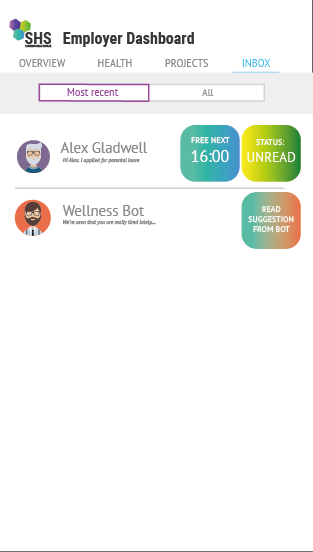 SHS
Employer Dashboard
OVERVIEW HEALTH PROJECTS INBOX
Most recent All
Alex Gladwell
Hi Alex, I applied for parental leave
FREE NEXT
16:00
STATUS:
UNREAD
Wellness Bot
We're seen that you are really tired lately...
READ
SUGGESTION
FROM BOT